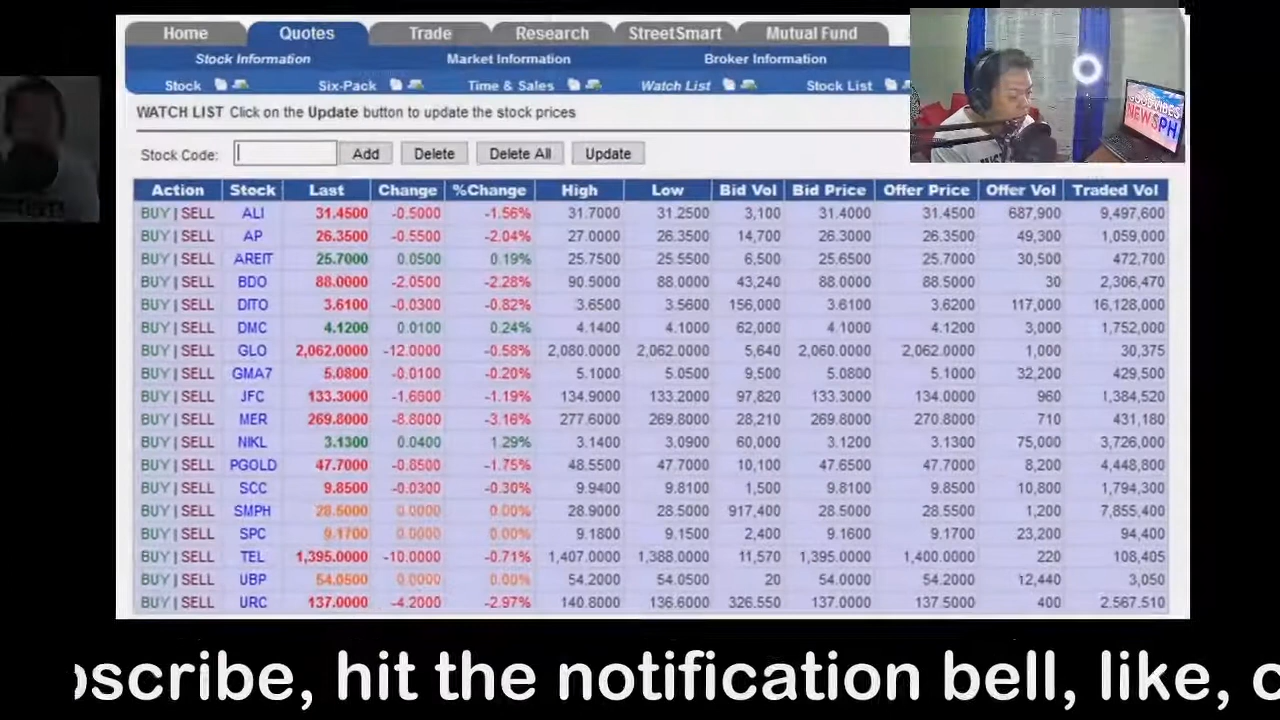 Home Quotes Trade Research StreetSmart Mutual Fund
Stock Information Market Information Broker Information
Stock Six-Pack Time & Sales Watch List Stock List
WATCH LIST Click on the Update button to update the stock prices
Stock Code: Add Delete Delete All Update
Action Stock Last Change %Change High Low Bid Vol Bid Price Offer Price Offer Vol Traded Vol
BUY | SELL ALI 31.4500 -0.5000 -1.56% 31.7000 31.2500 3,100 31.4000 31.4500 687,900 9,497,600
BUY | SELL AP 26.3500 -0.5500 -2.04% 27.0000 26.3500 14,700 26.3000 26.3500 49,300 1,059,000
BUY | SELL AREIT 25.7000 0.0500 0.19% 25.7500 25.5500 6,500 25.6500 25.7000 30,500 472,700
BUY | SELL BDO 88.0000 -2.0500 -2.28% 90.5000 88.0000 43,240 88.0000 88.5000 30 2,306,470
BUY | SELL DITO 3.6100 -0.0300 -0.82% 3.6500 3.5600 156,000 3.6100 3.6200 117,000 16,128,000
BUY | SELL DMC 4.1200 0.0100 0.24% 4.1400 4.1000 62,000 4.1000 4.1200 3,000 1,752,000
BUY | SELL GLO 2,062.0000 -12.0000 -0.58% 2,080.0000 2,062.0000 5,640 2,060.0000 2,062.0000 1,000 30,375
BUY | SELL GMA7 5.0800 -0.0100 -0.20% 5.1000 5.0500 9,500 5.0800 5.1000 32,200 429,500
BUY | SELL JFC 133.3000 -1.6000 -1.19% 134.9000 133.2000 97,820 133.3000 134.0000 960 1,384,520
BUY | SELL MER 269.8000 -8.8000 -3.16% 277.6000 269.8000 28,210 269.8000 270.8000 710 431,180
BUY | SELL NIKL 3.1300 0.0400 1.29% 3.1400 3.0900 60,000 3.1200 3.1300 75,000 3,726,000
BUY | SELL PGOLD 47.7000 -0.8500 -1.75% 48.5500 47.7000 10,100 47.6500 47.7000 8,200 4,448,800
BUY | SELL SCC 9.8500 -0.0300 -0.30% 9.9400 9.8100 1,500 9.8100 9.8500 10,800 1,794,300
BUY | SELL SMPH 28.5000 0.0000 0.00% 28.9000 28.5000 917,400 28.5000 28.5500 1,200 7,855,400
BUY | SELL SPC 9.1700 0.0000 0.00% 9.1800 9.1500 2,400 9.1600 9.1700 23,200 94,400
BUY | SELL TEL 1,395.0000 -10.0000 -0.71% 1,407.0000 1,388.0000 11,570 1,395.0000 1,400.0000 220 108,405
BUY | SELL UBP 54.0500 0.0000 0.00% 54.2000 54.0500 20 54.0000 54.2000 12,440 3,050
BUY | SELL URC 137.0000 -4.2000 -2.97% 140.8000 136.6000 326,550 137.0000 137.5000 400 2,567,510
GOOD VIBES
NEWSPH
bscribe, hit the notification bell, like,